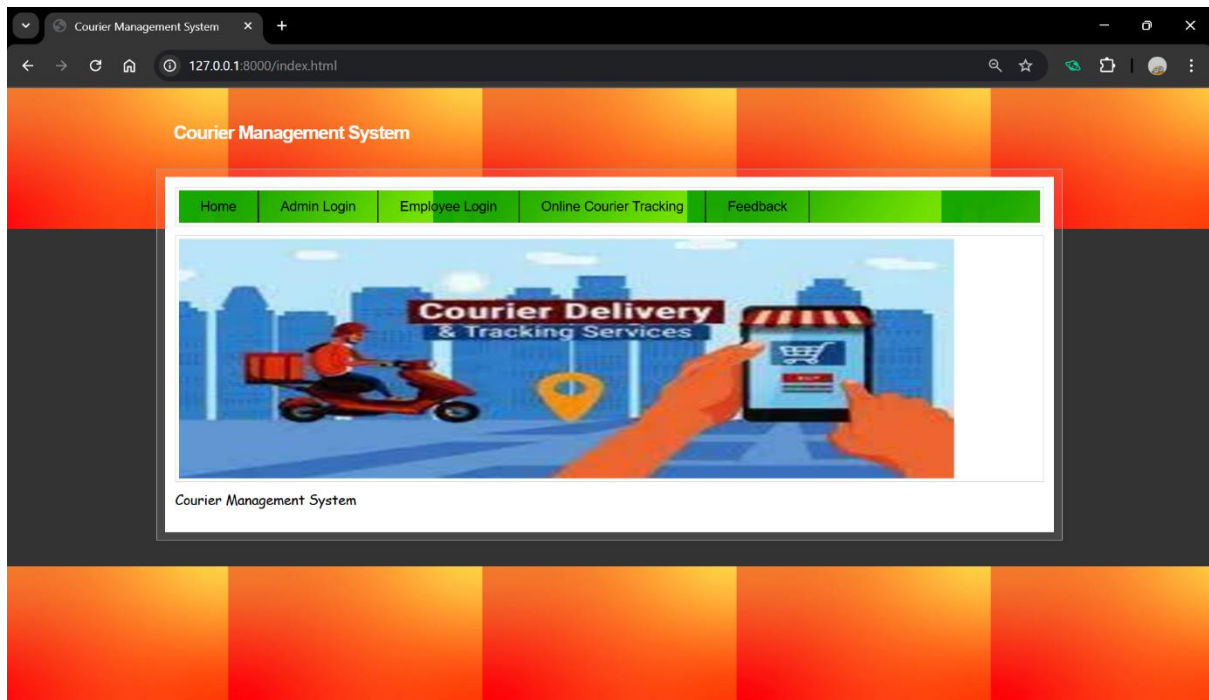 Courier Management System
127.0.0.1:8000/index.html
Courier Management System
Home Admin Login Employee Login Online Courier Tracking Feedback
Courier Delivery
& Tracking Services
Courier Management System